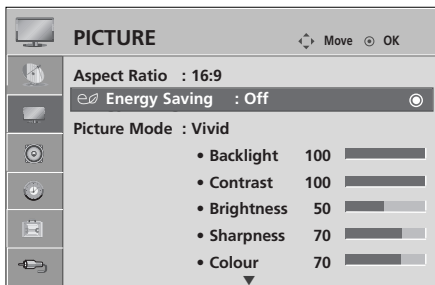 PICTURE Move OK
Aspect Ratio : 16:9
Energy Saving : Off
Picture Mode : Vivid
• Backlight 100
• Contrast 100
• Brightness 50
• Sharpness 70
• Colour 70